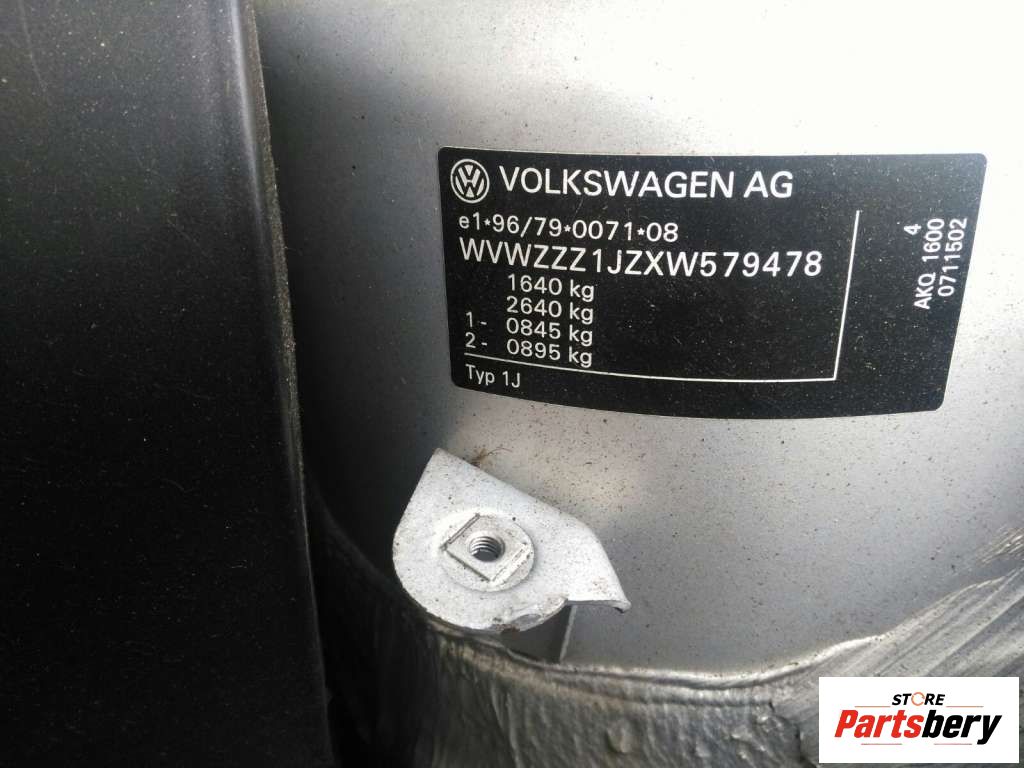 VOLKSWAGEN AG
e1*96/79*0071*08
WVWZZZ1JZXW579478
1640 kg
2640 kg
1- 0845 kg
2- 0895 kg
Typ 1J
4
AKQ 1600
0711502
STORE
Partsbery